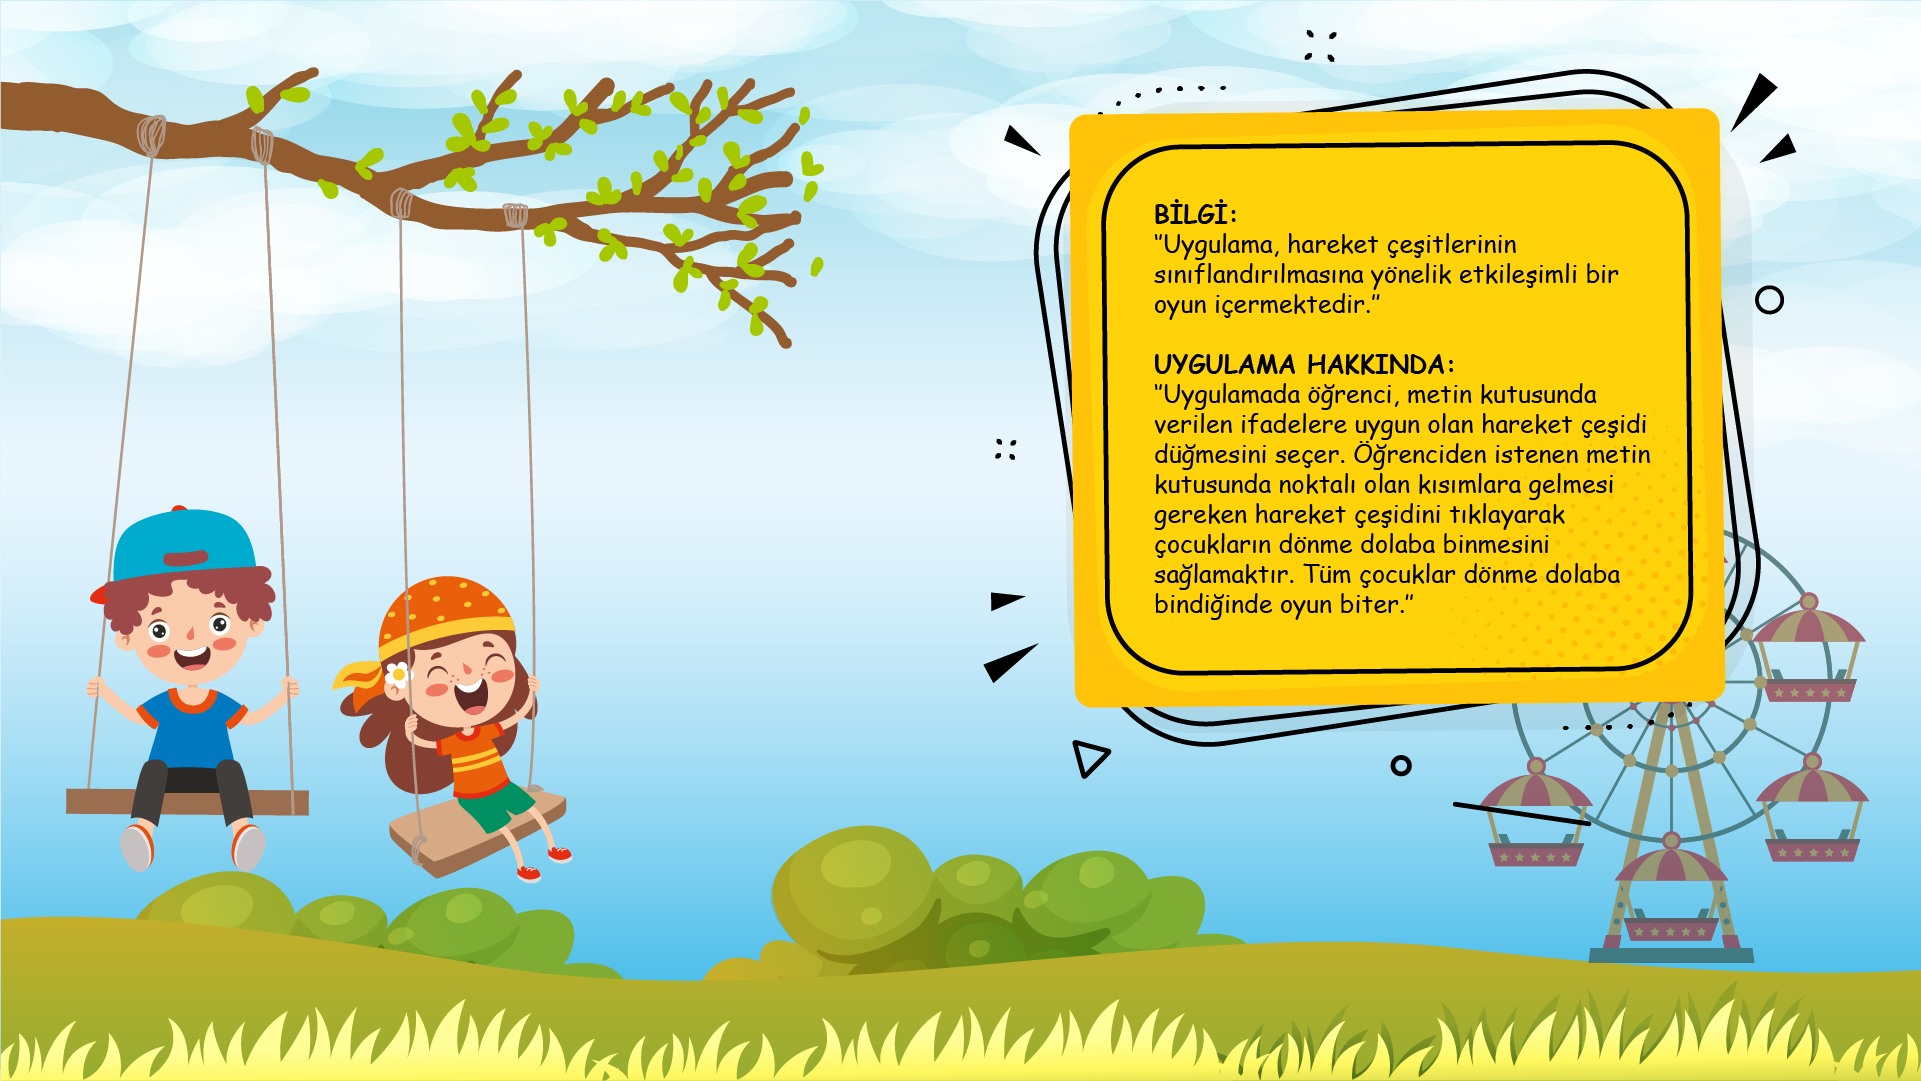 BİLGİ:
"Uygulama, hareket çeşitlerinin
sınıflandırılmasına yönelik etkileşimli bir
oyun içermektedir."
UYGULAMA HAKKINDA:
"Uygulamada öğrenci, metin kutusunda
verilen ifadelere uygun olan hareket çeşidi
düğmesini seçer. Öğrenciden istenen metin
kutusunda noktalı olan kısımlara gelmesi
gereken hareket çeşidini tıklayarak
çocukların dönme dolaba binmesini
sağlamaktır. Tüm çocuklar dönme dolaba
bindiğinde oyun biter."